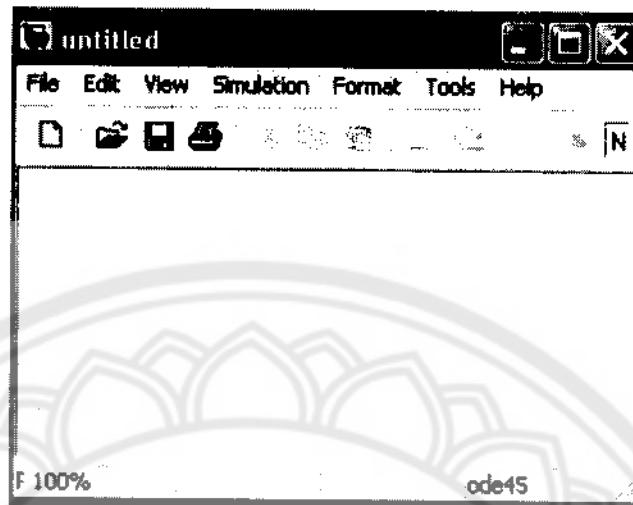 untitled
File Edit View Simulation Format Tools Help
N
F 100% ode45